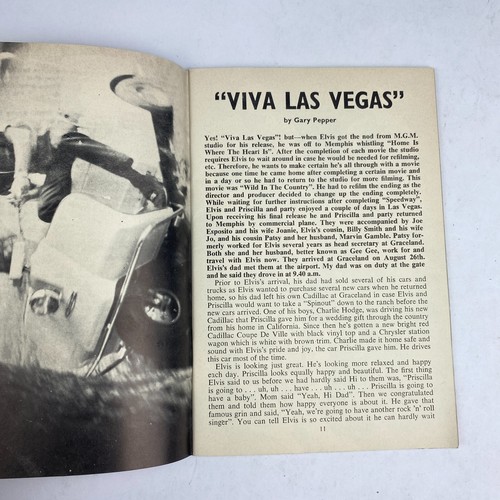 "VIVA LAS VEGAS"
by Gary Pepper
Yes! "Viva Las Vegas"! but—when Elvis got the nod from M.G.M.
studio for his release, he was off to Memphis whistling "Home is
Where The Heart Is". After the completion of each movie the studio
requires Elvis to wait around in case he would be needed for refilming,
etc. Therefore, he wants to make certain he's all through with a movie
because one time he came home after completing a certain movie and
in a day or so he had to return to the studio for more filming. This
movie was "Wild In The Country". He had to refilm the ending as the
director and producer decided to change up the ending completely.
While waiting for further instructions after completing "Speedway",
Elvis and Priscilla and party enjoyed a couple of days in Las Vegas.
Upon receiving his final release he and Priscilla and party returned
to Memphis by commercial plane. They were accompanied by Joe
Esposito and his wife Joanie, Elvis's cousin, Billy Smith and his wife
Jo, and his cousin Patsy and her husband, Marvin Gamble. Patsy for-
merly worked for Elvis several years as head secretary at Graceland.
Both she and her husband, better known as Gee Gee, work for and
travel with Elvis now. They arrived at Graceland on August 26th.
Elvis's dad met them at the airport. My dad was on duty at the gate
and he said they drove in at 9.40 a.m.
Prior to Elvis's arrival, his dad had sold several of his cars and
trucks as Elvis wanted to purchase several new cars when he returned
home, so his dad left his own Cadillac at Graceland in case Elvis and
Priscilla would want to take a "Spinout" down to the ranch before the
new cars arrived. One of his boys, Charlie Hodge, was driving his new
Cadillac that Priscilla gave him for a wedding gift through the country
from his home in California. Since then he's gotten a new bright red
Cadillac Coupe De Ville with black vinyl top and a Chrysler station
wagon which is white with brown trim. Charlie made it home safe and
sound with Elvis's pride and joy, the car Priscilla gave him. He drives
this car most of the time.
Elvis is looking just great. He's looking more relaxed and happy
each day. Priscilla looks equally happy and beautiful. The first thing
Elvis said to us before we had hardly said Hi to them was, "Priscilla
is going to . . . uh, uh . . . have . . . uh . . . uh . . . Priscilla is going to
have a baby". Mom said "Yeah, Hi Dad". Then we congratulated
them and told them how happy everyone is about it. He gave that
famous grin and said, "Yeah, we're going to have another rock 'n' roll
singer". You can tell Elvis is so excited about it he can hardly wait
11